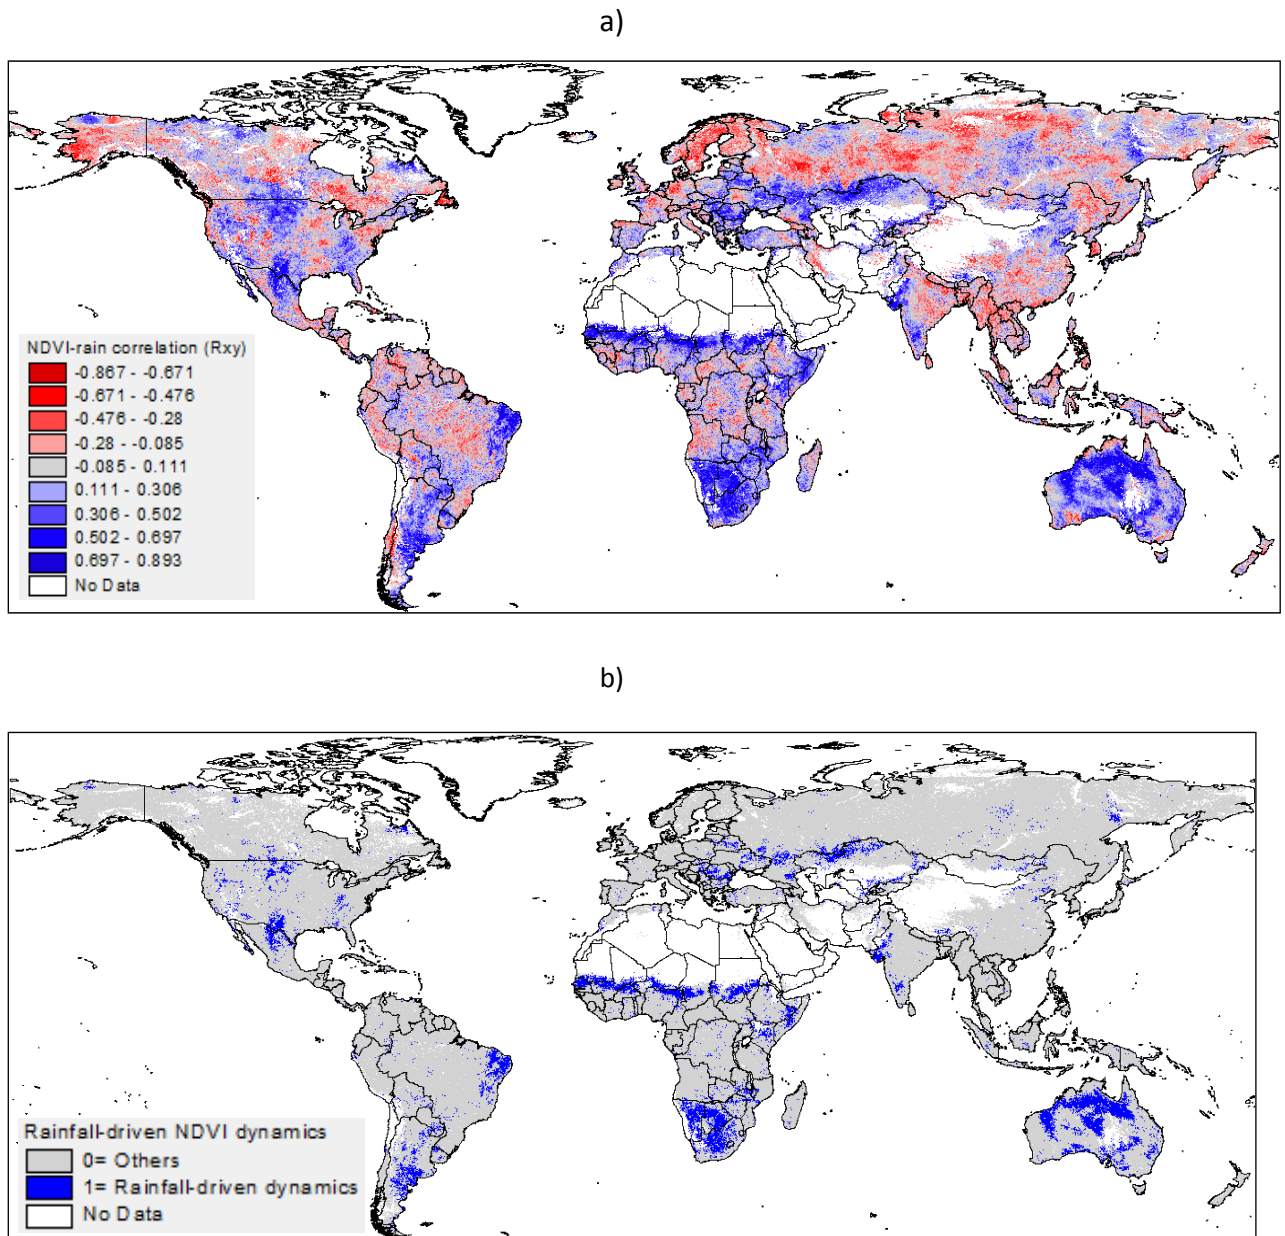 a)
NDVI-rain correlation (Rxy)
-0.867 - -0.671
-0.671 - -0.476
-0.476 - -0.28
-0.28 - -0.085
-0.085 - 0.111
0.111 - 0.306
0.306 - 0.502
0.502 - 0.697
0.697 - 0.893
No Data
b)
Rainfall-driven NDVI dynamics
0= Others
1= Rainfall-driven dynamics
No Data